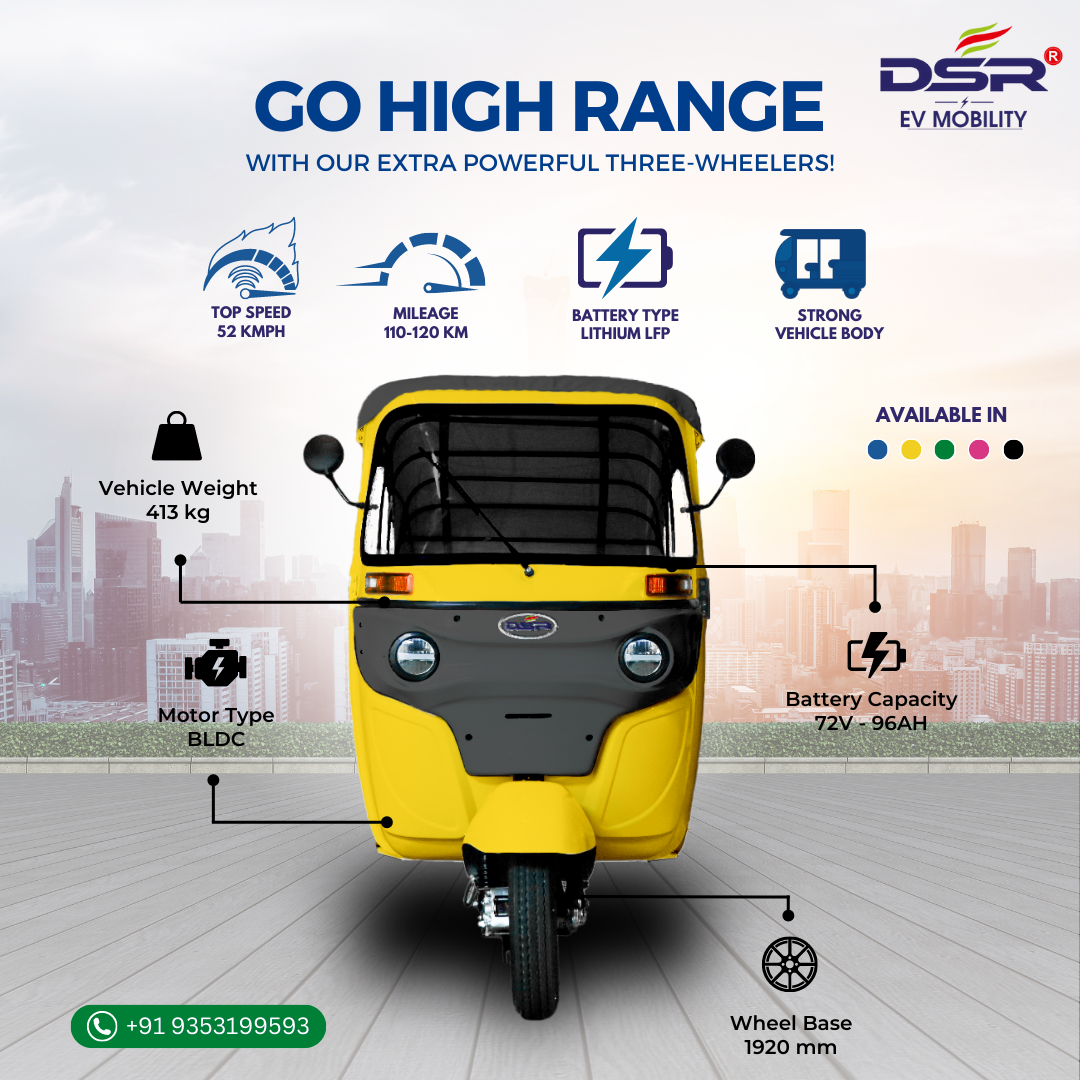 DSR®
EV MOBILITY
GO HIGH RANGE
WITH OUR EXTRA POWERFUL THREE-WHEELERS!
TOP SPEED
52 KMPH
MILEAGE
110-120 KM
BATTERY TYPE
LITHIUM LFP
STRONG
VEHICLE BODY
AVAILABLE IN
Vehicle Weight
413 kg
DSR
Motor Type
BLDC
Battery Capacity
72V - 96AH
Wheel Base
1920 mm
+91 9353199593